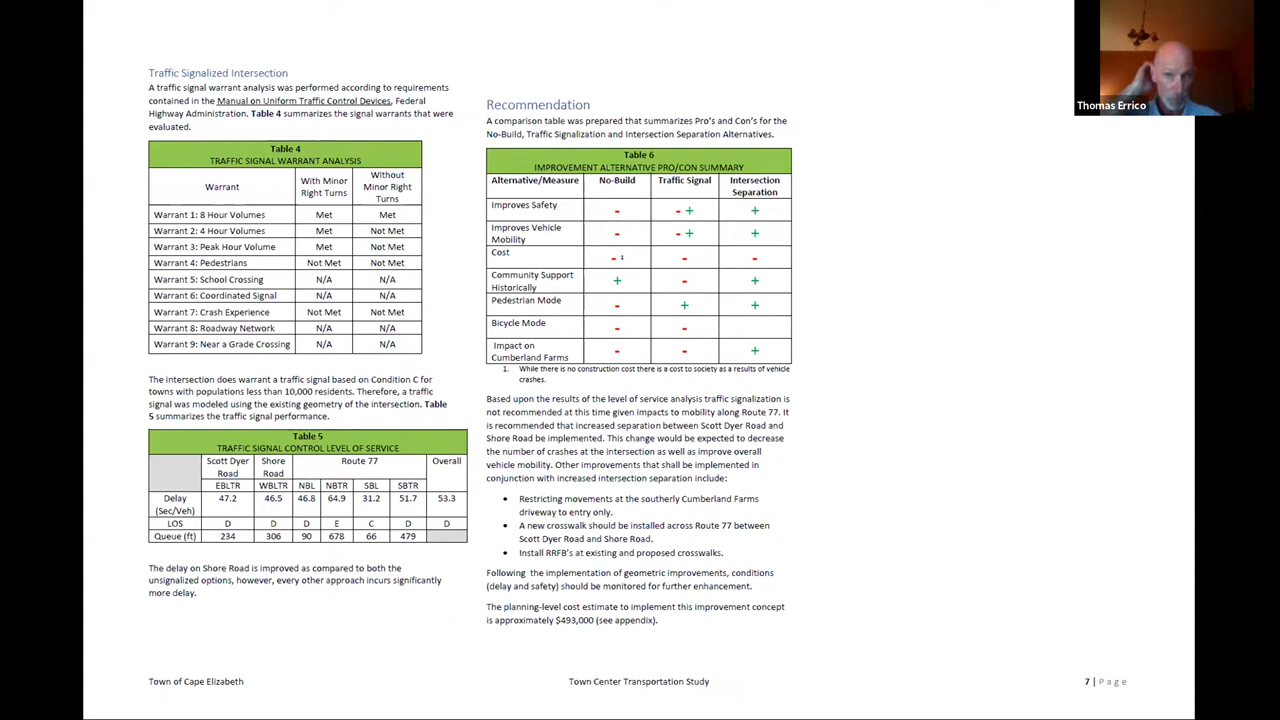 Traffic Signalized Intersection
A traffic signal warrant analysis was performed according to requirements
contained in the Manual on Uniform Traffic Control Devices, Federal
Highway Administration. Table 4 summarizes the signal warrants that were
evaluated.
Table 4
TRAFFIC SIGNAL WARRANT ANALYSIS
Warrant | With Minor Right Turns | Without Minor Right Turns
Warrant 1: 8 Hour Volumes | Met | Met
Warrant 2: 4 Hour Volumes | Met | Not Met
Warrant 3: Peak Hour Volume | Met | Not Met
Warrant 4: Pedestrians | Not Met | Not Met
Warrant 5: School Crossing | N/A | N/A
Warrant 6: Coordinated Signal | N/A | N/A
Warrant 7: Crash Experience | Not Met | Not Met
Warrant 8: Roadway Network | N/A | N/A
Warrant 9: Near a Grade Crossing | N/A | N/A
The intersection does warrant a traffic signal based on Condition C for
towns with populations less than 10,000 residents. Therefore, a traffic
signal was modeled using the existing geometry of the intersection. Table
5 summarizes the traffic signal performance.
Table 5
TRAFFIC SIGNAL CONTROL LEVEL OF SERVICE
Scott Dyer Road | Shore Road | Route 77 | Overall
EBLTR | WBLTR | NBL | NBTR | SBL | SBTR
Delay (Sec/Veh) | 47.2 | 46.5 | 46.8 | 64.9 | 31.2 | 51.7 | 53.3
LOS | D | D | D | E | C | D | D
Queue (ft) | 234 | 306 | 90 | 678 | 66 | 479
The delay on Shore Road is improved as compared to both the
unsignalized options, however, every other approach incurs significantly
more delay.
Recommendation
A comparison table was prepared that summarizes Pro's and Con's for the
No-Build, Traffic Signalization and Intersection Separation Alternatives.
Table 6
IMPROVEMENT ALTERNATIVE PRO/CON SUMMARY
Alternative/Measure | No-Build | Traffic Signal | Intersection Separation
Improves Safety | - | - + | +
Improves Vehicle Mobility | - | - + | +
Cost | - 1 | - | -
Community Support Historically | + | - | +
Pedestrian Mode | - | + | +
Bicycle Mode | - | -
Impact on Cumberland Farms | - | - | +
1. While there is no construction cost there is a cost to society as a results of vehicle
crashes.
Based upon the results of the level of service analysis traffic signalization is
not recommended at this time given impacts to mobility along Route 77. It
is recommended that increased separation between Scott Dyer Road and
Shore Road be implemented. This change would be expected to decrease
the number of crashes at the intersection as well as improve overall
vehicle mobility. Other improvements that shall be implemented in
conjunction with increased intersection separation include:
• Restricting movements at the southerly Cumberland Farms
driveway to entry only.
• A new crosswalk should be installed across Route 77 between
Scott Dyer Road and Shore Road.
• Install RRFB's at existing and proposed crosswalks.
Following the implementation of geometric improvements, conditions
(delay and safety) should be monitored for further enhancement.
The planning-level cost estimate to implement this improvement concept
is approximately $493,000 (see appendix).
Town of Cape Elizabeth
Town Center Transportation Study
7 | Page
Thomas Errico